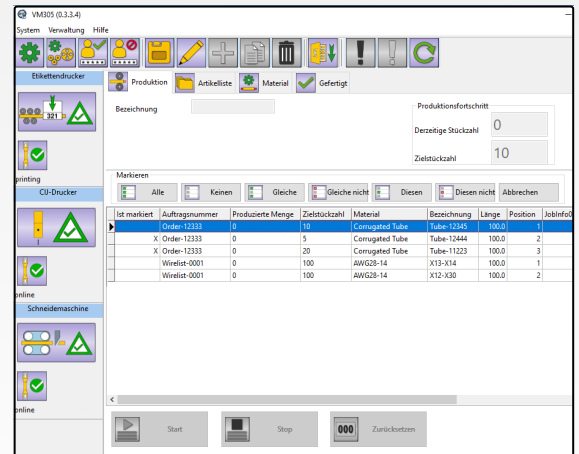 VM305 (0.3.3.4)
System Verwaltung Hilfe
Etikettendrucker
321
printing
CIJ-Drucker
online
Schneidemaschine
online
Produktion Artikelliste Material Gefertigt
Bezeichnung
Produktionsfortschritt
Derzeitige Stückzahl 0
Zielstückzahl 10
Markieren
Alle Keinen Gleiche Gleiche nicht Diesen Diesen nicht Abbrechen
Ist markiert Auftragsnummer Produzierte Menge Zielstückzahl Material Bezeichnung Länge Position JobInfo0
Order-12333 0 10 Corrugated Tube Tube-12345 100.0 1
X Order-12333 0 5 Corrugated Tube Tube-12444 100.0 2
X Order-12333 0 20 Corrugated Tube Tube-11223 100.0 3
Wirelist-0001 0 100 AWG28-14 X13-X14 100.0 1
Wirelist-0001 0 100 AWG28-14 X12-X30 100.0 2
Start Stop 000 Zurücksetzen